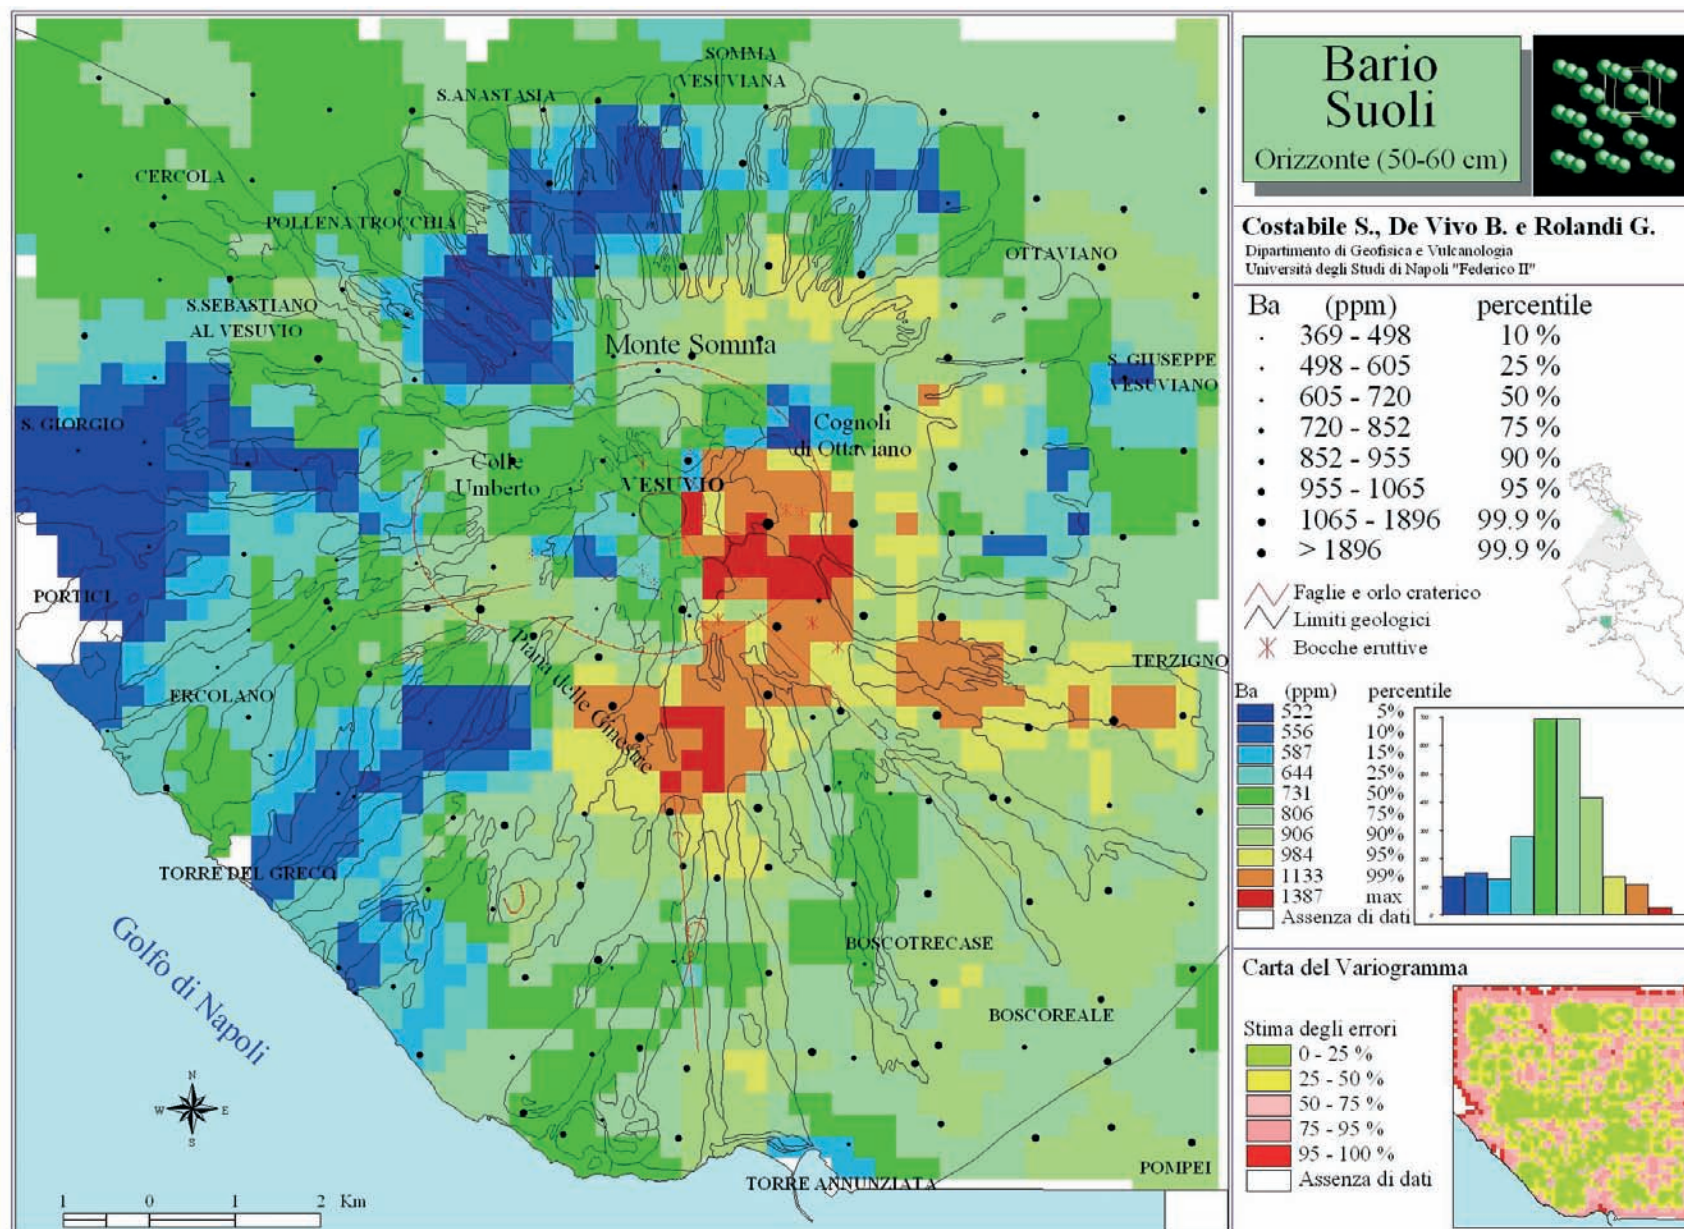 Bario
Suoli
Orizzonte (50-60 cm)
Costabile S., De Vivo B. e Rolandi G.
Dipartimento di Geofisica e Vulcanologia
Università degli Studi di Napoli "Federico II"
Ba (ppm) percentile
369 - 498 10 %
498 - 605 25 %
605 - 720 50 %
720 - 852 75 %
852 - 955 90 %
955 - 1065 95 %
1065 - 1896 99.9 %
> 1896 99.9 %
Faglie e orlo craterico
Limiti geologici
Bocche eruttive
Ba (ppm) percentile
522 5%
556 10%
587 15%
644 25%
731 50%
806 75%
906 90%
984 95%
1133 99%
1387 max
Assenza di dati
Carta del Variogramma
Stima degli errori
0 - 25 %
25 - 50 %
50 - 75 %
75 - 95 %
95 - 100 %
Assenza di dati
SOMMA
VESUVIANA
S.ANASTASIA
CERCOLA
POLLENA TROCCHIA
OTTAVIANO
S.SEBASTIANO
AL VESUVIO
Monte Somma
S. GIUSEPPE
VESUVIANO
S. GIORGIO
Cognoli
di Ottaviano
Colle
Umberto
VESUVIO
PORTICI
Piana delle Ginestre
TERZIGNO
ERCOLANO
TORRE DEL GRECO
BOSCOTRECASE
Golfo di Napoli
BOSCOREALE
N
W E
S
POMPEI
TORRE ANNUNZIATA
1 0 1 2 Km